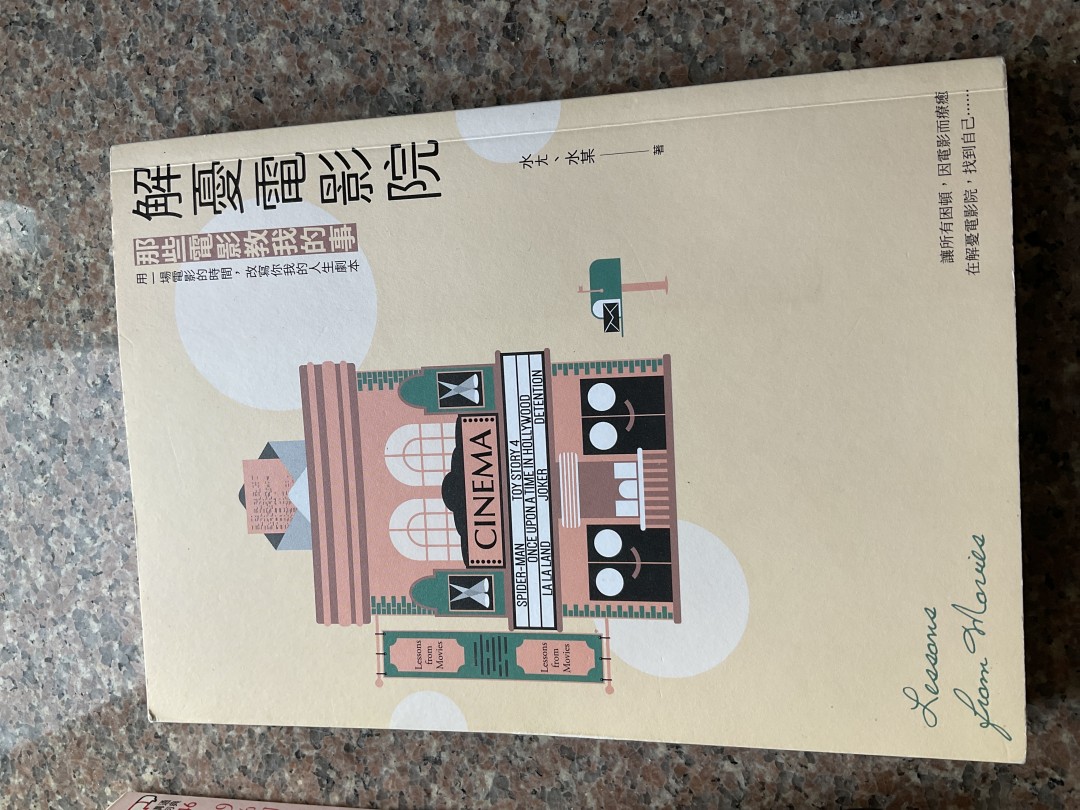 解憂電影院
那些電影教我的事
用一場電影的時間，改寫你我的人生劇本
水尢、水某
著
CINEMA
SPIDER-MAN TOY STORY 4
ONCE UPON A TIME IN HOLLYWOOD
LA LA LAND JOKER DETENTION
Lessons
from
Movies
Lessons
from
Movies
讓所有困頓，因電影而療癒
在解憂電影院，找到自己……
Lessons
from Movies